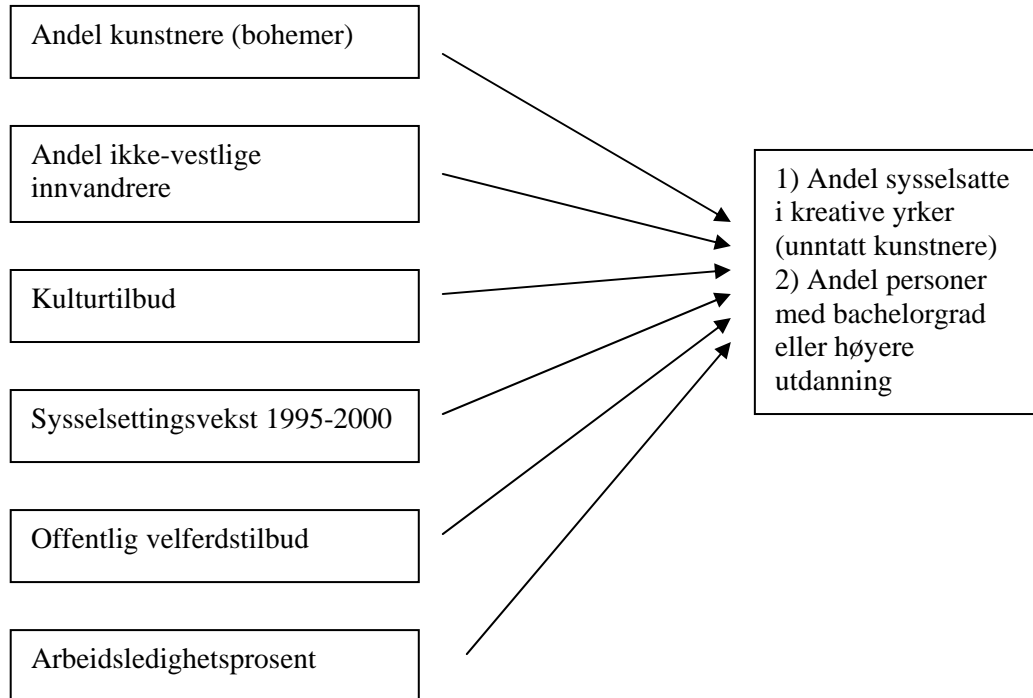 Andel kunstnere (bohemer)
Andel ikke-vestlige
innvandrere
Kulturtilbud
Sysselsettingsvekst 1995-2000
Offentlig velferdstilbud
Arbeidsledighetsprosent
1) Andel sysselsatte
i kreative yrker
(unntatt kunstnere)
2) Andel personer
med bachelorgrad
eller høyere
utdanning